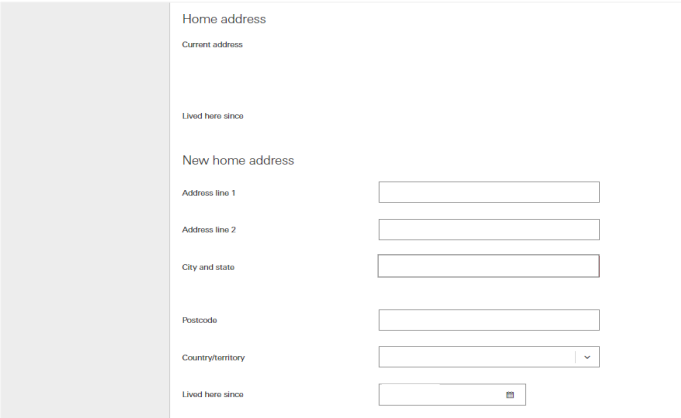 Home address
Current address
Lived here since
New home address
Address line 1
Address line 2
City and state
Postcode
Country/territory
Lived here since